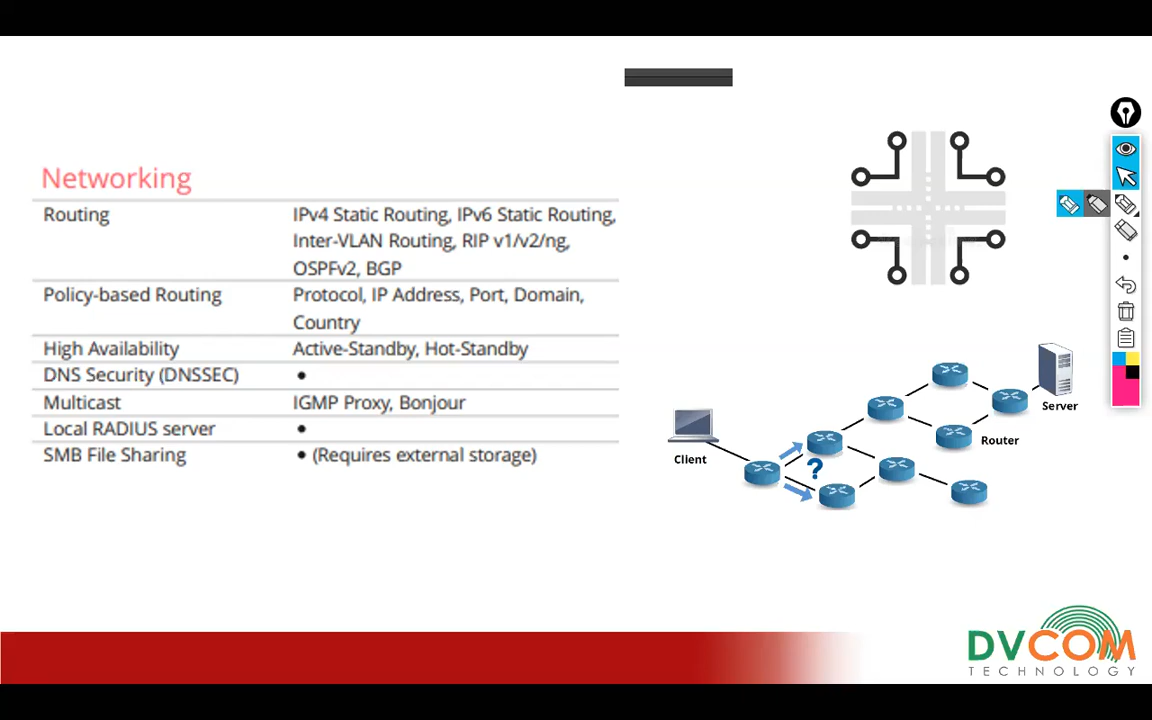 Networking
Routing IPv4 Static Routing, IPv6 Static Routing,
Inter-VLAN Routing, RIP v1/v2/ng,
OSPFv2, BGP
Policy-based Routing Protocol, IP Address, Port, Domain,
Country
High Availability Active-Standby, Hot-Standby
DNS Security (DNSSEC) •
Multicast IGMP Proxy, Bonjour
Local RADIUS server •
SMB File Sharing • (Requires external storage)
Client
?
Router
Server
DVCOM
TECHNOLOGY